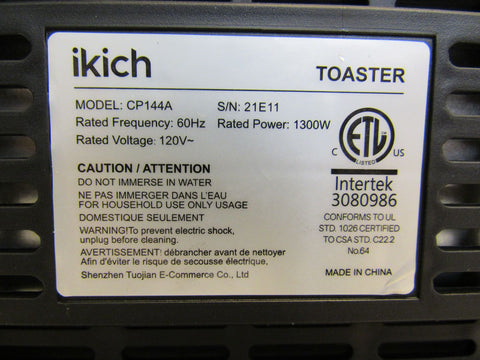 ikich
TOASTER
MODEL: CP144A S/N: 21E11
Rated Frequency: 60Hz Rated Power: 1300W
Rated Voltage: 120V~
CAUTION / ATTENTION
DO NOT IMMERSE IN WATER
NE PAS IMMERGER DANS L'EAU
FOR HOUSEHOLD USE ONLY USAGE
DOMESTIQUE SEULEMENT
WARNING!To prevent electric shock,
unplug before cleaning.
AVERTISSEMENT! débrancher avant de nettoyer
Afin d'éviter le risque de secousse électrique,
Shenzhen Tuojian E-Commerce Co., Ltd
ETL
C US
LISTED
Intertek
3080986
CONFORMS TO UL
STD. 1026 CERTIFIED
TO CSA STD. C22.2
No.64
MADE IN CHINA